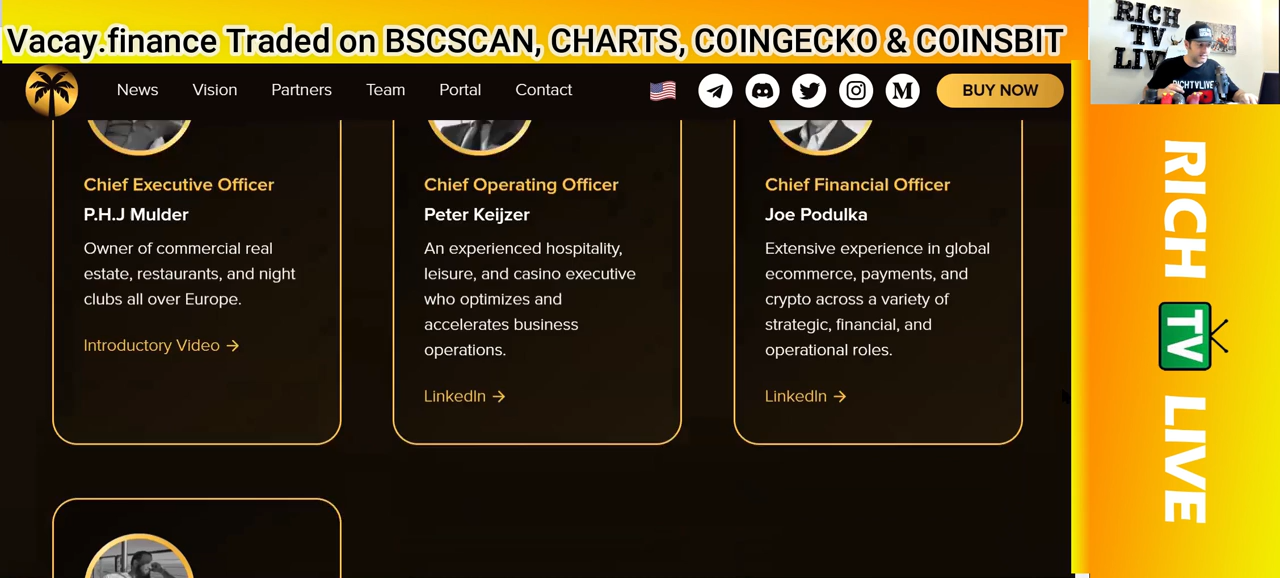 Vacay.finance Traded on BSCSCAN, CHARTS, COINGECKO & COINSBIT
RICH
TV
LIV
RICHTVLIVE
News Vision Partners Team Portal Contact BUY NOW
Chief Executive Officer
P.H.J Mulder
Owner of commercial real
estate, restaurants, and night
clubs all over Europe.
Introductory Video →
Chief Operating Officer
Peter Keijzer
An experienced hospitality,
leisure, and casino executive
who optimizes and
accelerates business
operations.
LinkedIn →
Chief Financial Officer
Joe Podulka
Extensive experience in global
ecommerce, payments, and
crypto across a variety of
strategic, financial, and
operational roles.
LinkedIn →
RICH
TV
LIVE